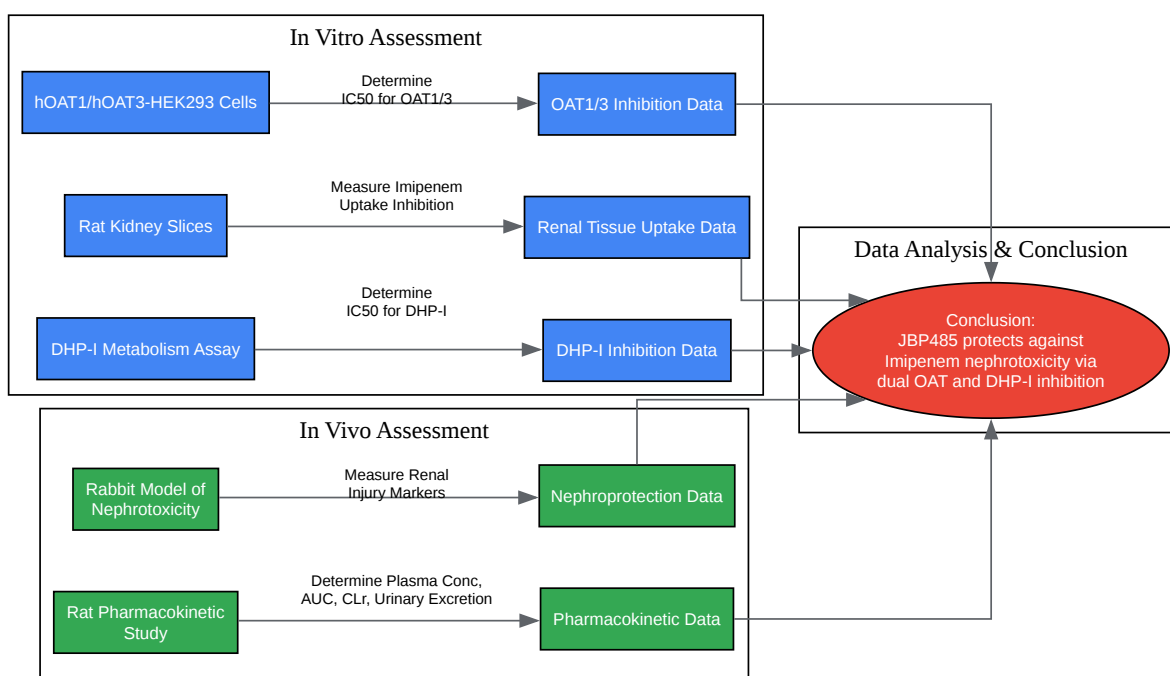 In Vitro Assessment
Determine
IC50 for OAT1/3
hOAT1/hOAT3-HEK293 Cells
OAT1/3 Inhibition Data
Measure Imipenem
Uptake Inhibition
Rat Kidney Slices
Renal Tissue Uptake Data
Determine
IC50 for DHP-I
DHP-I Metabolism Assay
DHP-I Inhibition Data
Data Analysis & Conclusion
Conclusion:
JBP485 protects against
Imipenem nephrotoxicity via
dual OAT and DHP-I inhibition
In Vivo Assessment
Measure Renal
Injury Markers
Rabbit Model of
Nephrotoxicity
Nephroprotection Data
Determine Plasma Conc,
AUC, CLr, Urinary Excretion
Rat Pharmacokinetic
Study
Pharmacokinetic Data